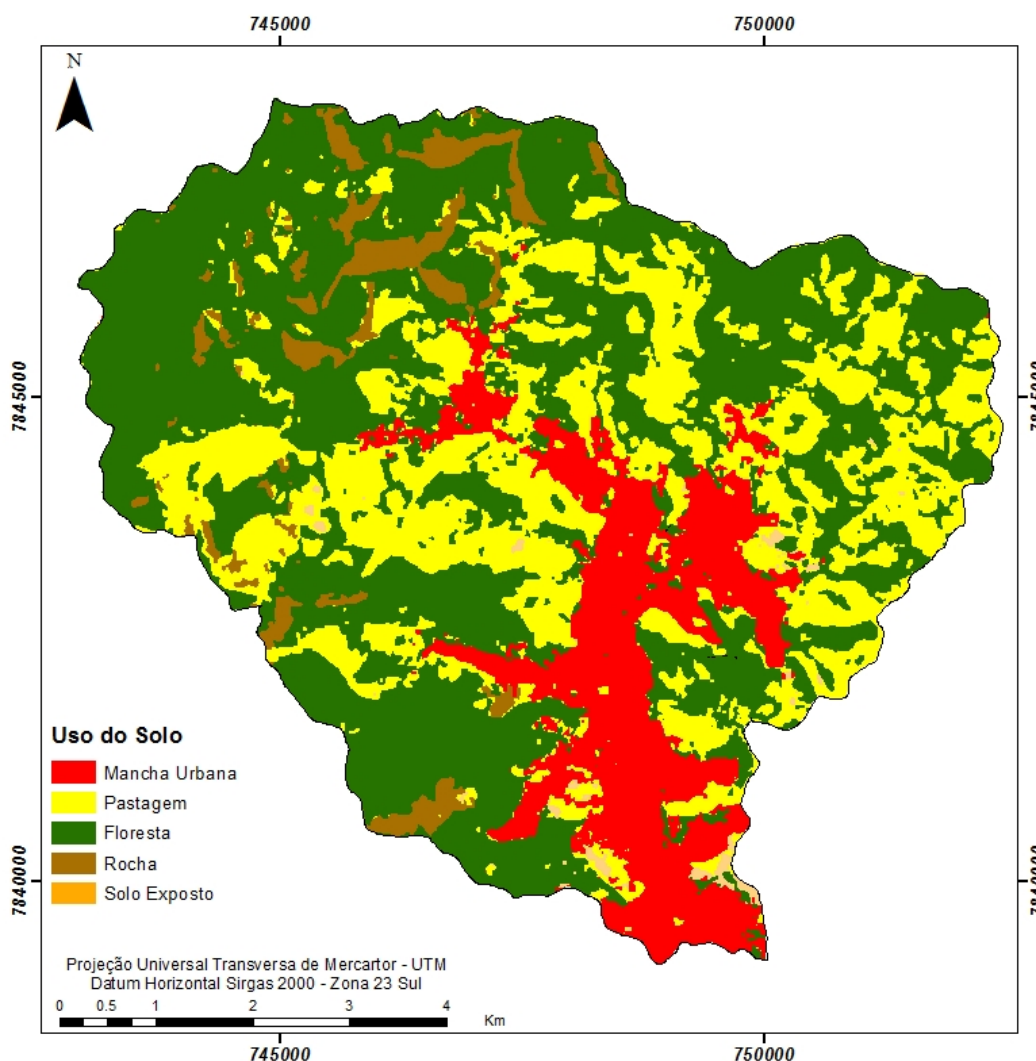 745000 750000
N
7845000 7845000
Uso do Solo
Mancha Urbana
Pastagem
Floresta
Rocha
Solo Exposto
7840000 7840000
Projeção Universal Transversa de Mercartor - UTM
Datum Horizontal Sirgas 2000 - Zona 23 Sul
0 0.5 1 2 3 4
Km
745000 750000